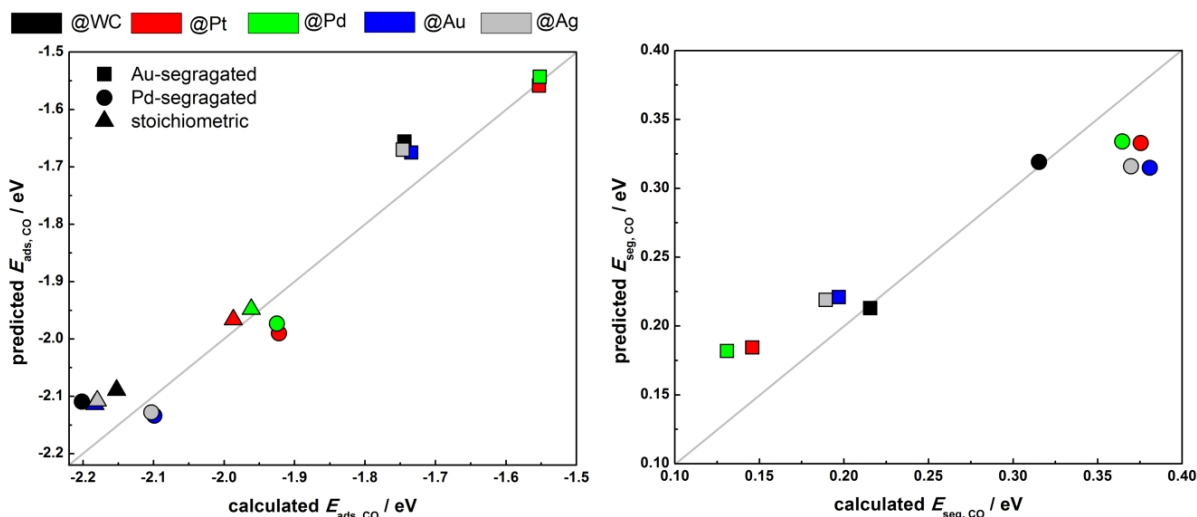 @WC @Pt @Pd @Au @Ag
-1.5
-1.6
-1.7
-1.8
-1.9
-2.0
-2.1
-2.2
predicted E_ads, CO / eV
Au-segragated
Pd-segragated
stoichiometric
-2.2 -2.1 -2.0 -1.9 -1.8 -1.7 -1.6 -1.5
calculated E_ads, CO / eV
0.40
0.35
0.30
0.25
0.20
0.15
0.10
predicted E_seg, CO / eV
0.10 0.15 0.20 0.25 0.30 0.35 0.40
calculated E_seg, CO / eV